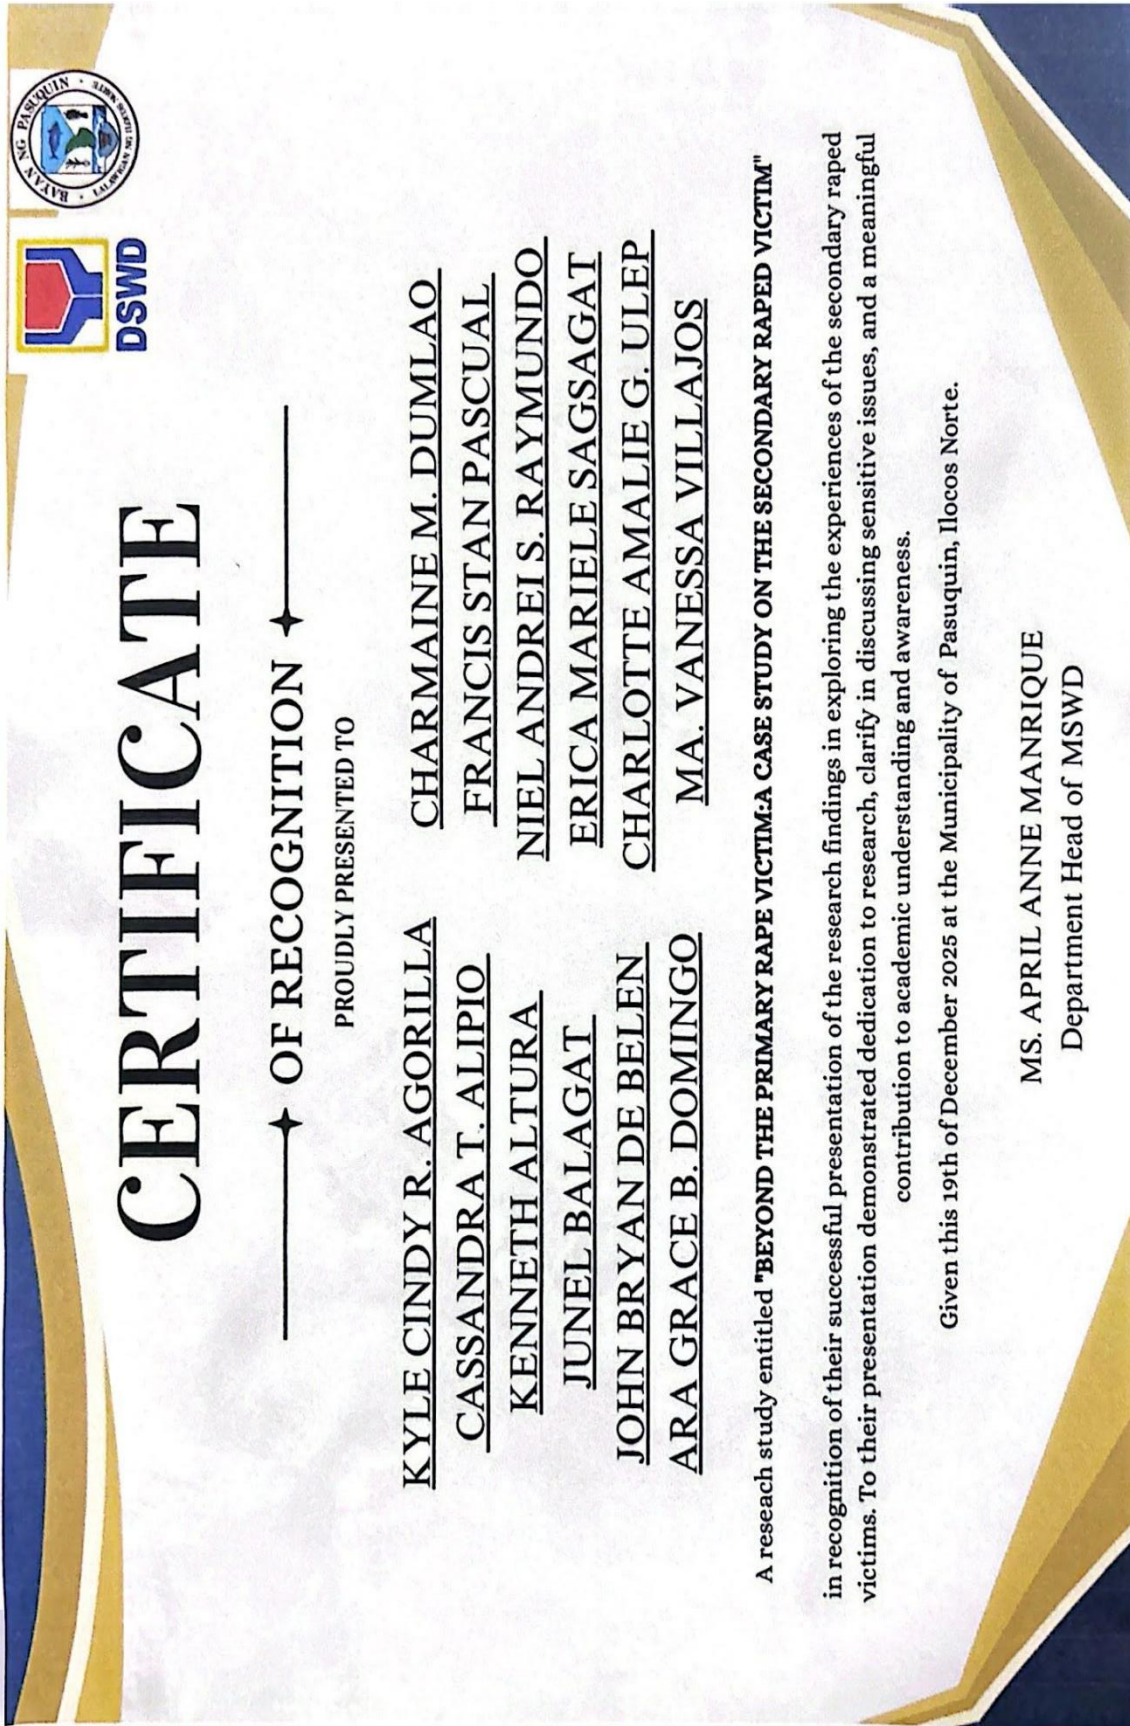 BAYAN NG PASUQUIN
LALAWIGAN NG ILOCOS NORTE
DSWD
CERTIFICATE
OF RECOGNITION
PROUDLY PRESENTED TO
KYLE CINDY R. AGORILLA
CASSANDRA T. ALIPIO
KENNETH ALTURA
JUNEL BALAGAT
JOHN BRYAN DE BELEN
ARA GRACE B. DOMINGO
CHARMAINE M. DUMLAO
FRANCIS STAN PASCUAL
NIEL ANDREI S. RAYMUNDO
ERICA MARIELE SAGSAGAT
CHARLOTTE AMALIE G. ULEP
MA. VANESSA VILLAJOS
A reseach study entitled "BEYOND THE PRIMARY RAPE VICTIM:A CASE STUDY ON THE SECONDARY RAPED VICTIM"
in recognition of their successful presentation of the research findings in exploring the experiences of the secondary raped
victims. To their presentation demonstrated dedication to research, clarify in discussing sensitive issues, and a meaningful
contribution to academic understanding and awareness.
Given this 19th of December 2025 at the Municipality of Pasuquin, Ilocos Norte.
MS. APRIL ANNE MANRIQUE
Department Head of MSWD